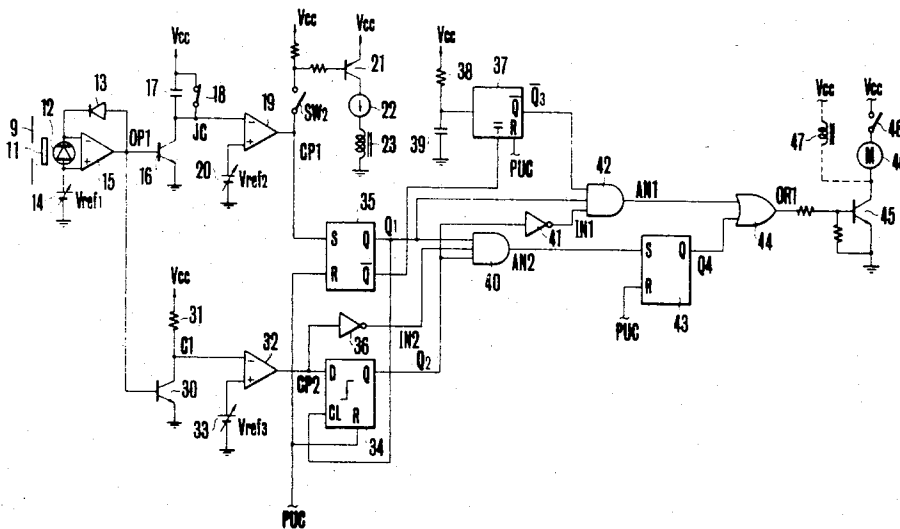 Vcc
Vcc
Vcc
Vcc
Vcc
13
17
18
21
38
37
Q̅3
47
48
12
19
SW2
22
Q̅
T
R
9
11
OP1
JC
CP1
23
39
PUC
42
M
46
15
16
20
Vref2
14
Vref1
35
Q1
AN1
OR1
S
Q
R
Q̅
41
IN1
44
45
40
AN2
S
Q
Q4
R
43
PUC
Vcc
31
C1
32
36
IN2
30
CP2
D
Q
Q2
CL
R
33
Vref3
34
PUC